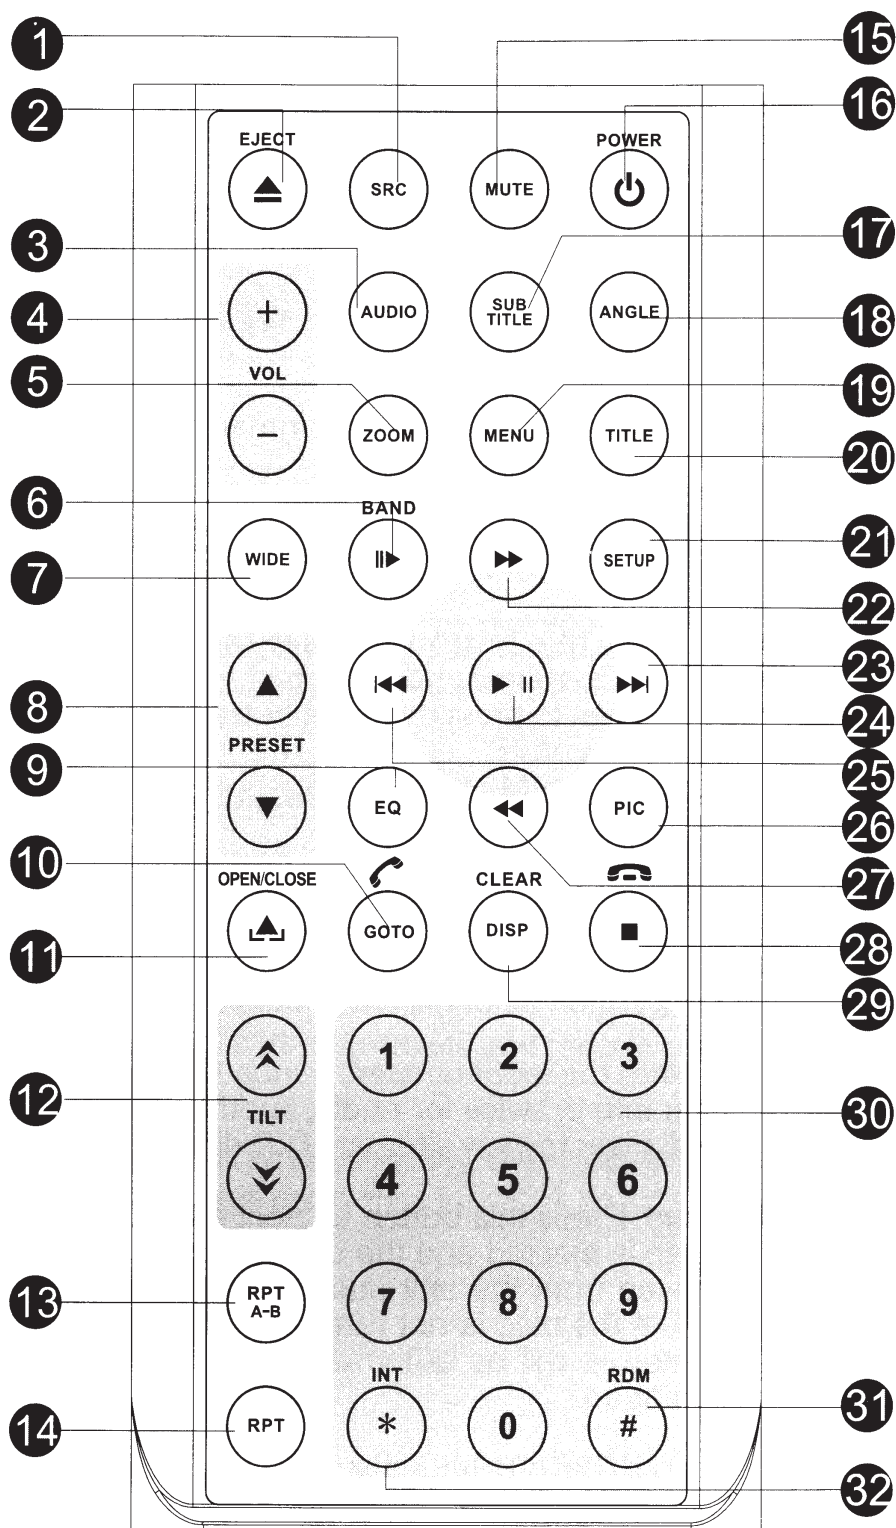 1
15
2
16
EJECT
POWER
SRC
MUTE
3
17
AUDIO
SUB
TITLE
ANGLE
4
18
VOL
5
19
ZOOM
MENU
TITLE
20
6
BAND
21
WIDE
SETUP
7
22
23
8
24
PRESET
9
25
EQ
PIC
26
10
27
OPEN/CLOSE
CLEAR
GOTO
DISP
11
28
29
1
2
3
12
TILT
30
4
5
6
13
RPT
A-B
7
8
9
INT
RDM
31
14
RPT
*
0
#
32